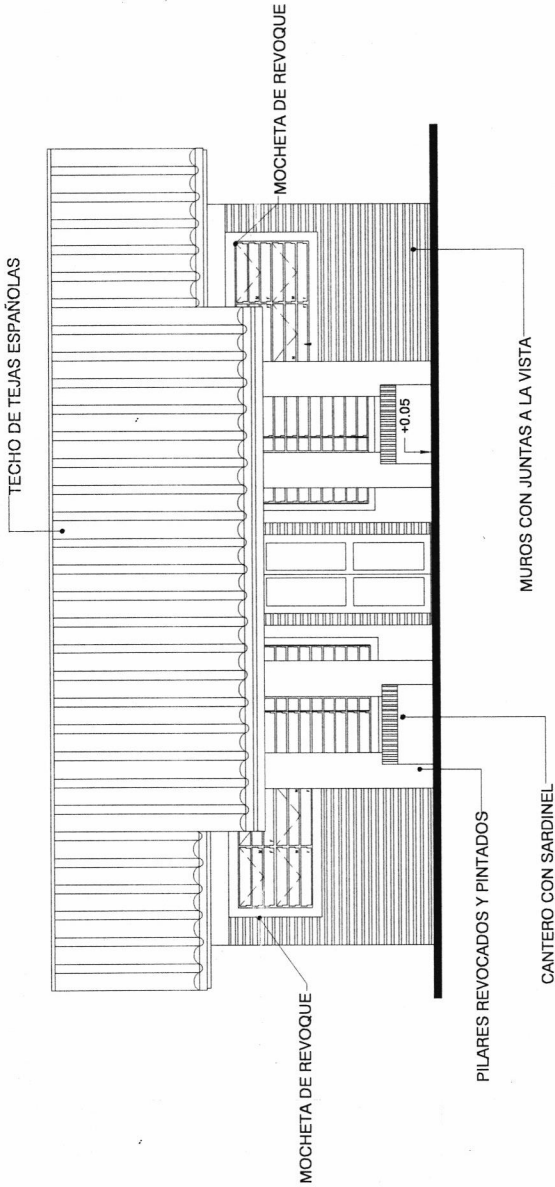 TECHO DE TEJAS ESPAÑOLAS
MOCHETA DE REVOQUE
MOCHETA DE REVOQUE
+0.05
PILARES REVOCADOS Y PINTADOS
CANTERO CON SARDINEL
MUROS CON JUNTAS A LA VISTA